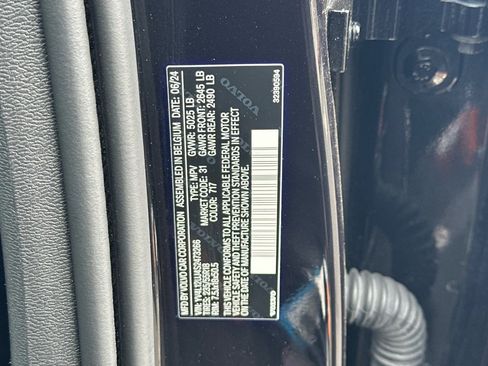 MFD BY VOLVO CAR CORPORATION ASSEMBLED IN BELGIUM DATE: 06/24
GVWR: 5025 LB
TYPE: MPV GAWR FRONT: 2645 LB
MARKET CODE: 31 GAWR REAR: 2490 LB
COLOR: 717
THIS VEHICLE CONFORMS TO ALL APPLICABLE FEDERAL MOTOR
VEHICLE SAFETY AND THEFT PREVENTION STANDARDS IN EFFECT
ON THE DATE OF MANUFACTURE SHOWN ABOVE.
VOLVO
32390594